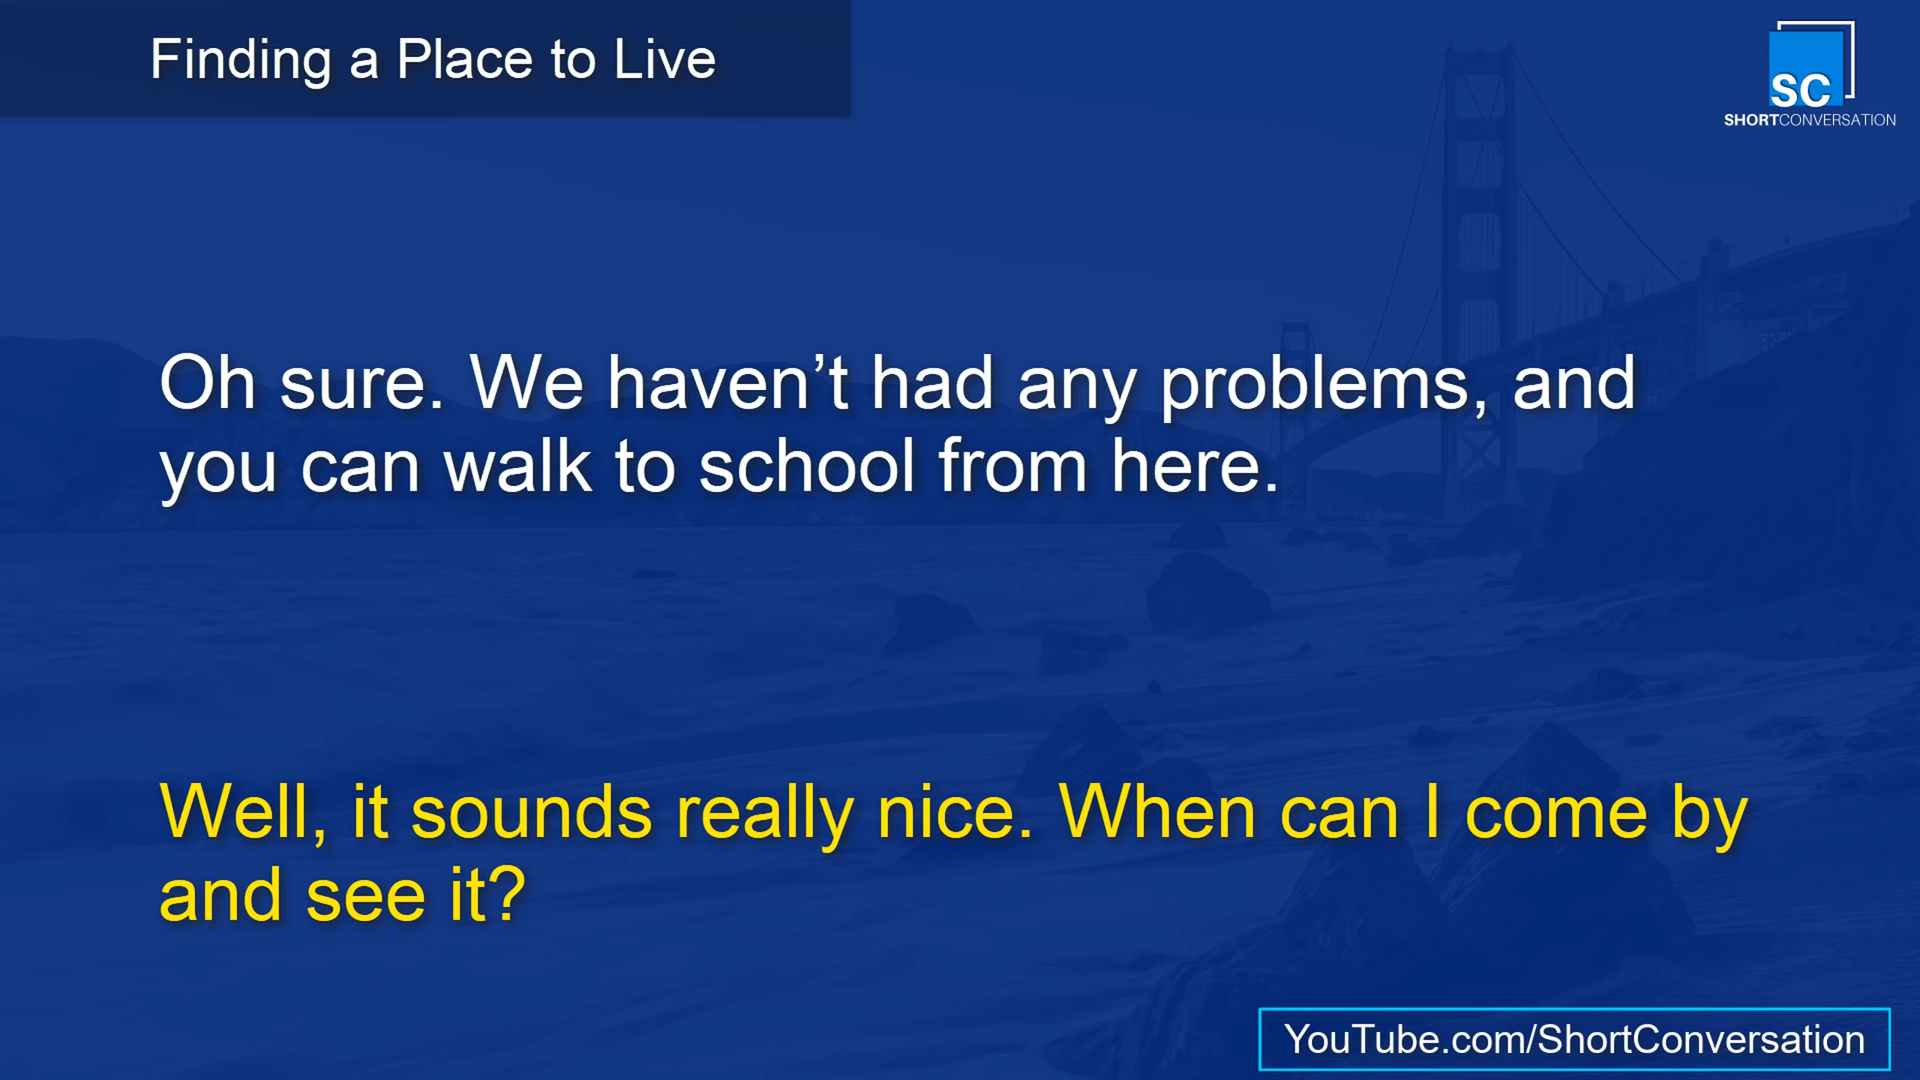 Finding a Place to Live
SC
SHORTCONVERSATION
Oh sure. We haven’t had any problems, and
you can walk to school from here.
Well, it sounds really nice. When can I come by
and see it?
YouTube.com/ShortConversation